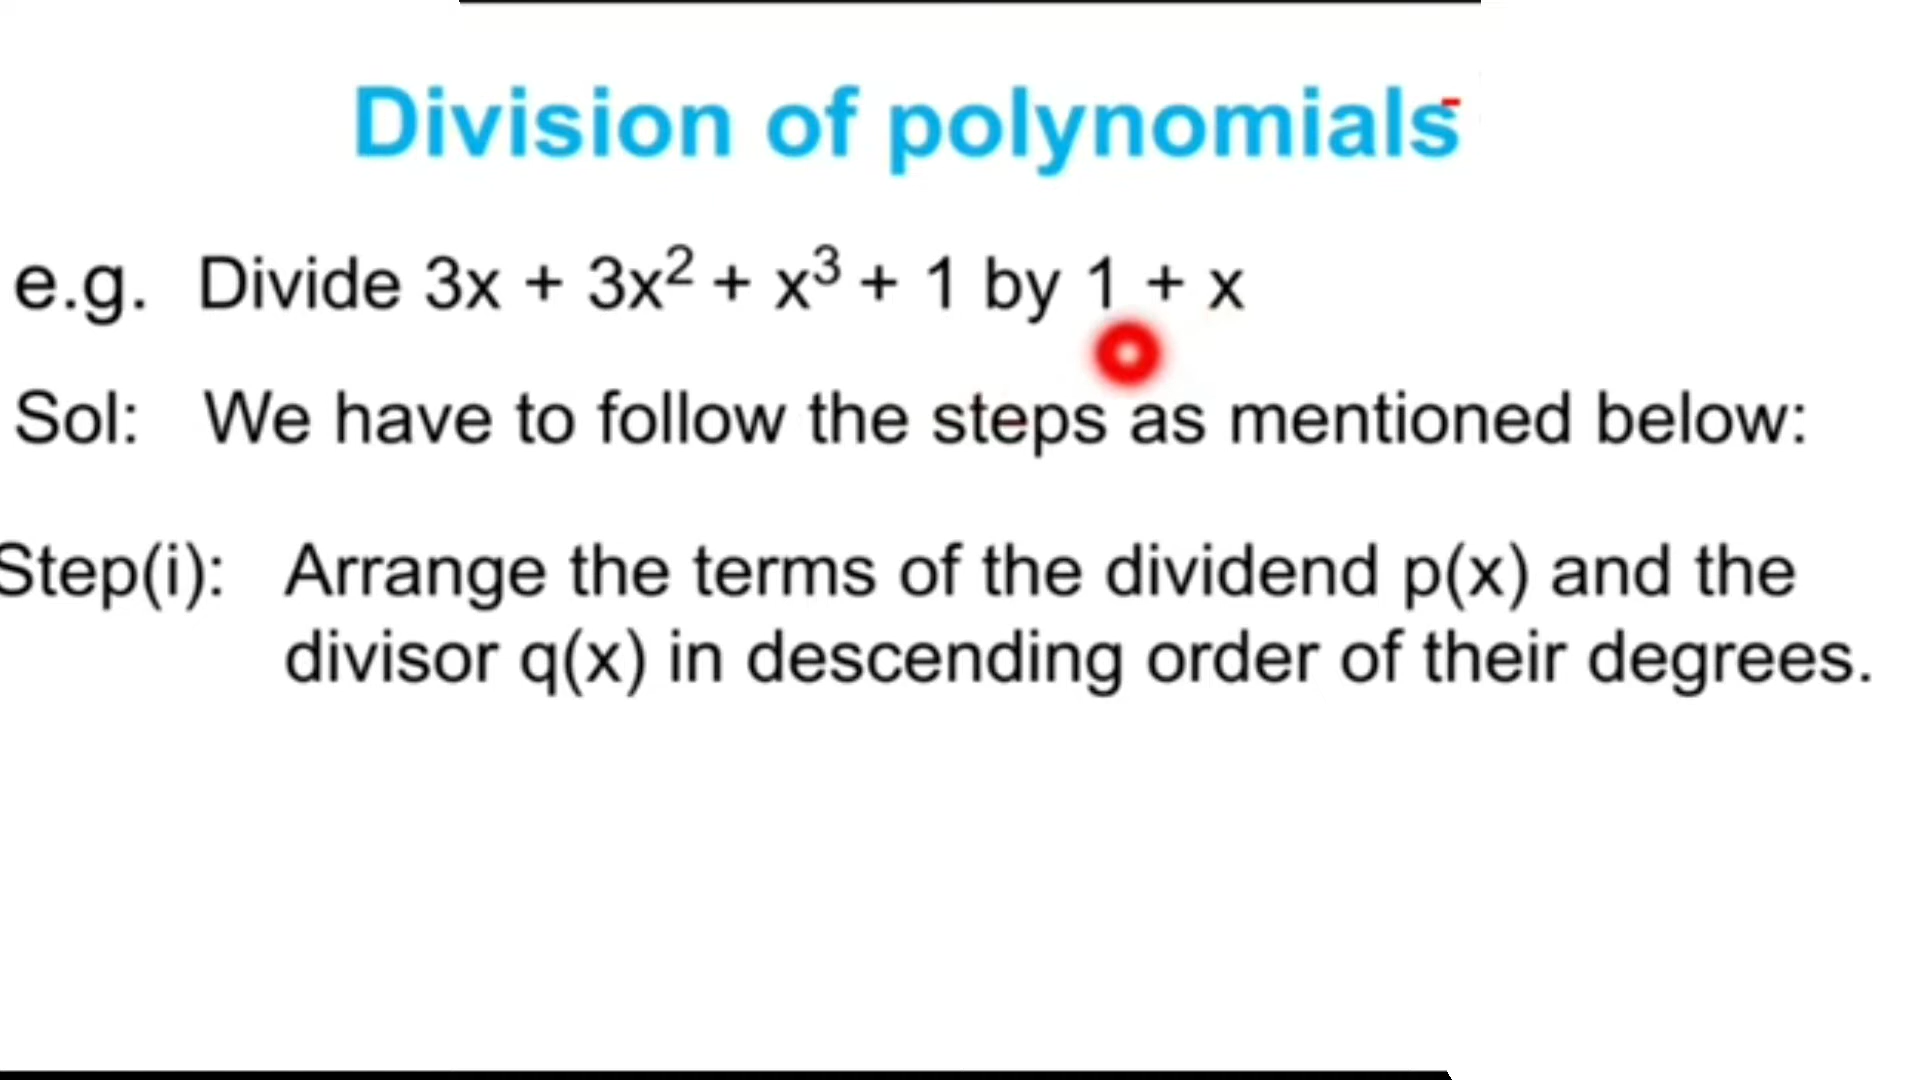 Division of polynomials
e.g. Divide 3x + 3x² + x³ + 1 by 1 + x
Sol: We have to follow the steps as mentioned below:
Step(i): Arrange the terms of the dividend p(x) and the
divisor q(x) in descending order of their degrees.